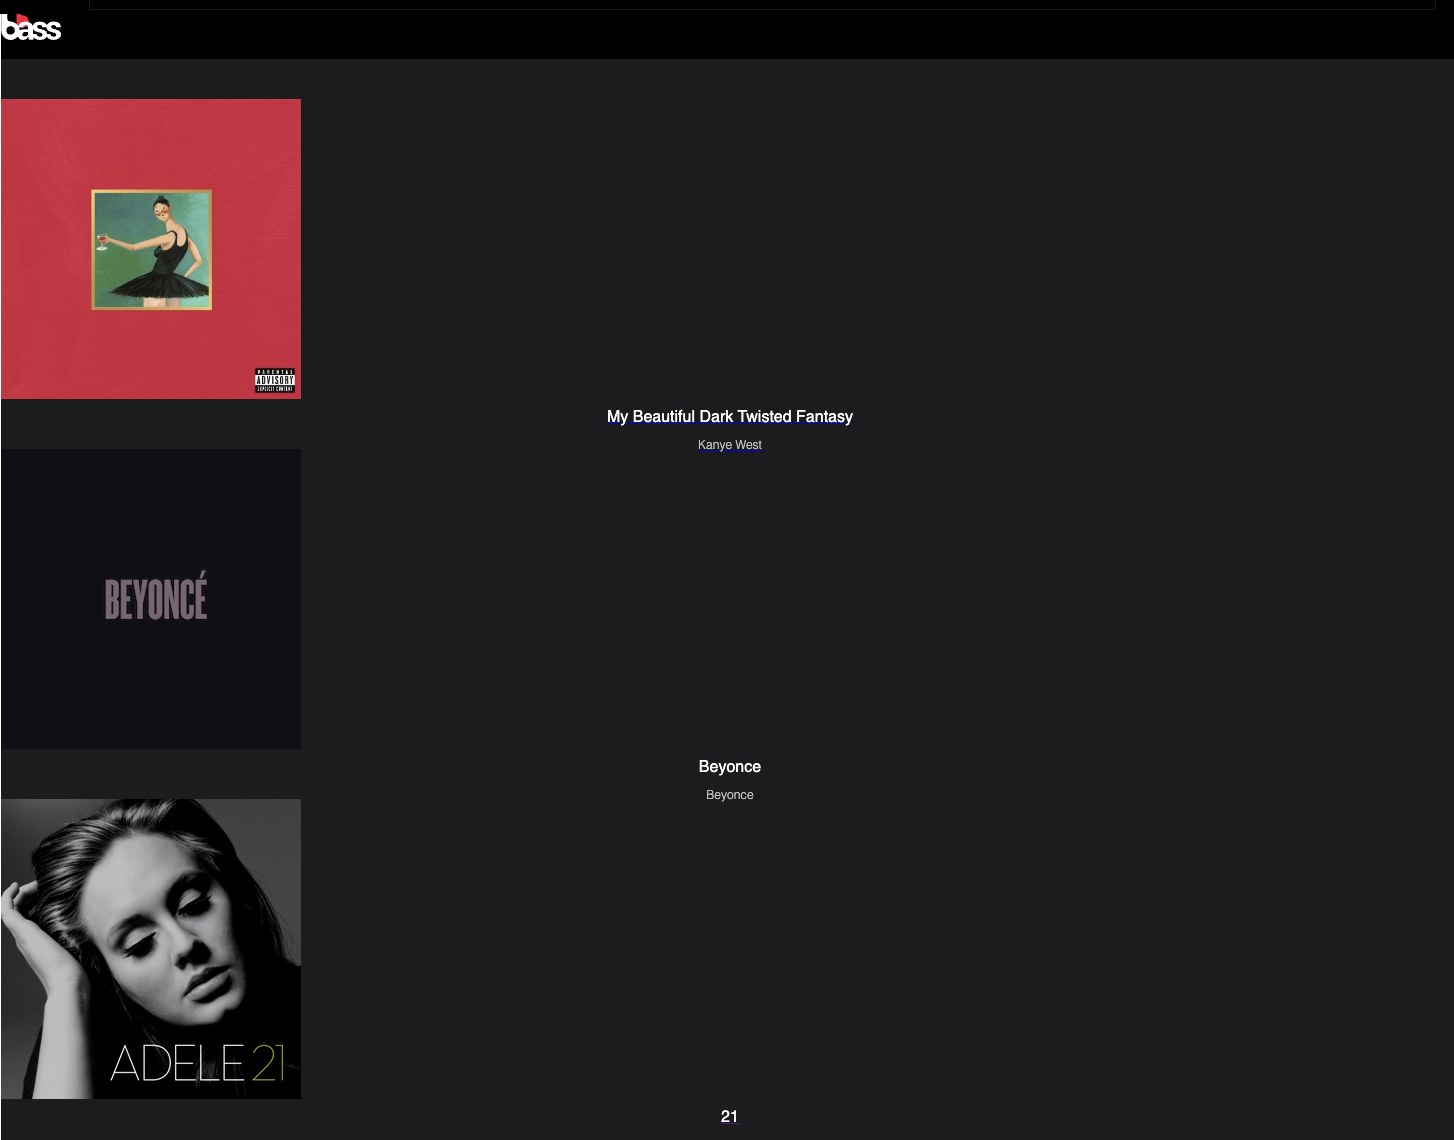 bass
PARENTAL
ADVISORY
EXPLICIT CONTENT
My Beautiful Dark Twisted Fantasy
Kanye West
BEYONCÉ
Beyonce
Beyonce
ADELE 21
21